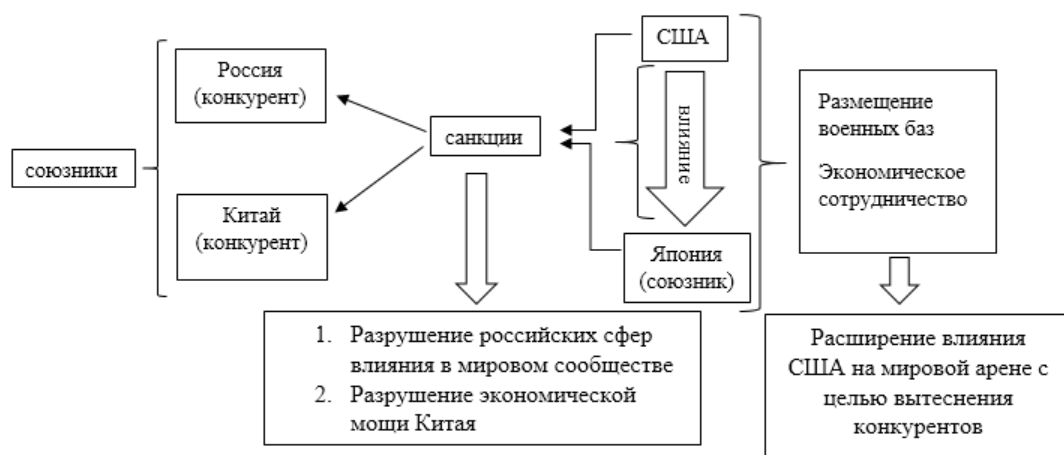 США
Россия
(конкурент)
влияние
Размещение
военных баз
Экономическое
сотрудничество
санкции
союзники
Китай
(конкурент)
Япония
(союзник)
1. Разрушение российских сфер
влияния в мировом сообществе
2. Разрушение экономической
мощи Китая
Расширение влияния
США на мировой арене с
целью вытеснения
конкурентов